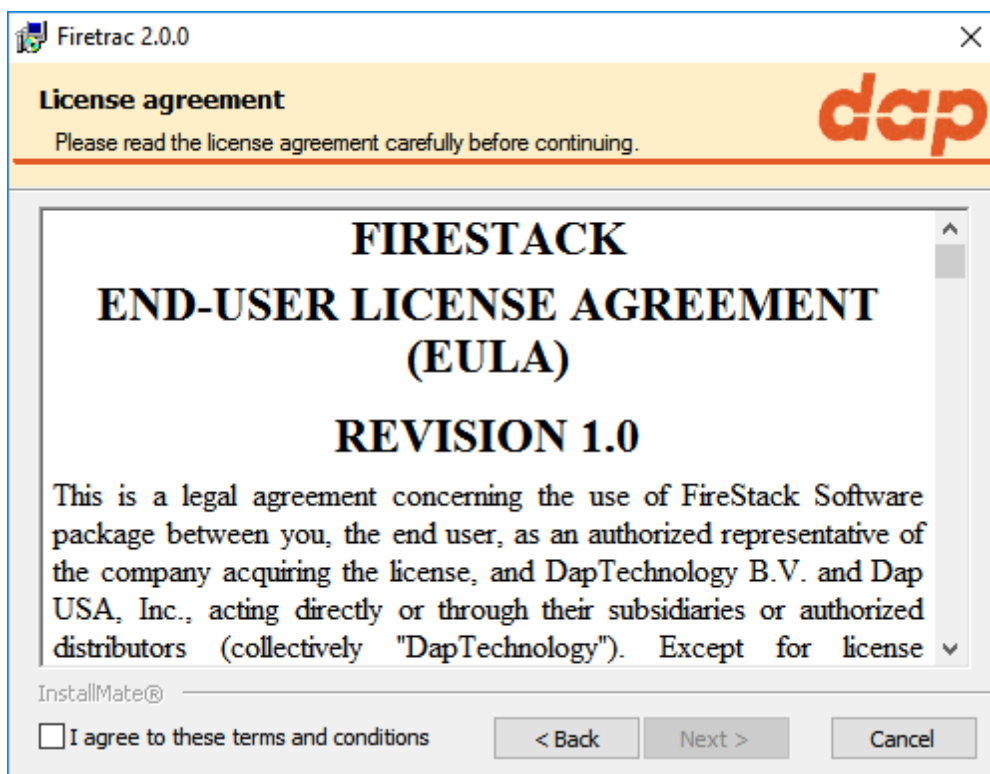 Firetrac 2.0.0
License agreement
Please read the license agreement carefully before continuing.
dap
FIRESTACK
END-USER LICENSE AGREEMENT
(EULA)
REVISION 1.0
This is a legal agreement concerning the use of FireStack Software
package between you, the end user, as an authorized representative of
the company acquiring the license, and DapTechnology B.V. and Dap
USA, Inc., acting directly or through their subsidiaries or authorized
distributors (collectively "DapTechnology"). Except for license
InstallMate®
I agree to these terms and conditions
< Back
Next >
Cancel